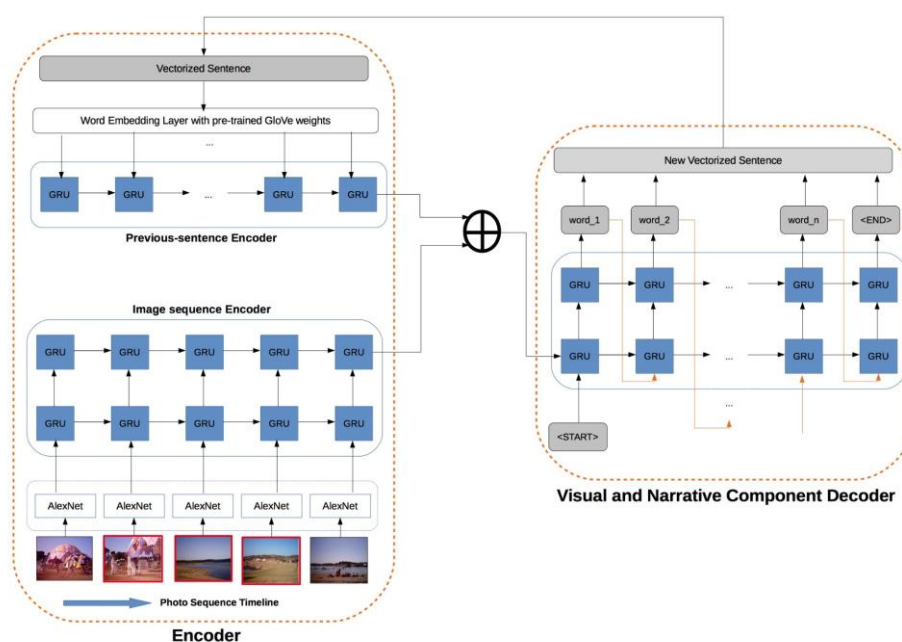 Vectorized Sentence
Word Embedding Layer with pre-trained GloVe weights
...
GRU GRU ... GRU GRU
Previous-sentence Encoder
Image sequence Encoder
GRU GRU GRU GRU GRU
GRU GRU GRU GRU GRU
AlexNet AlexNet AlexNet AlexNet AlexNet
Photo Sequence Timeline
Encoder
New Vectorized Sentence
word_1 word_2 word_n <END>
GRU GRU ... GRU GRU
GRU GRU ... GRU GRU
...
<START>
Visual and Narrative Component Decoder